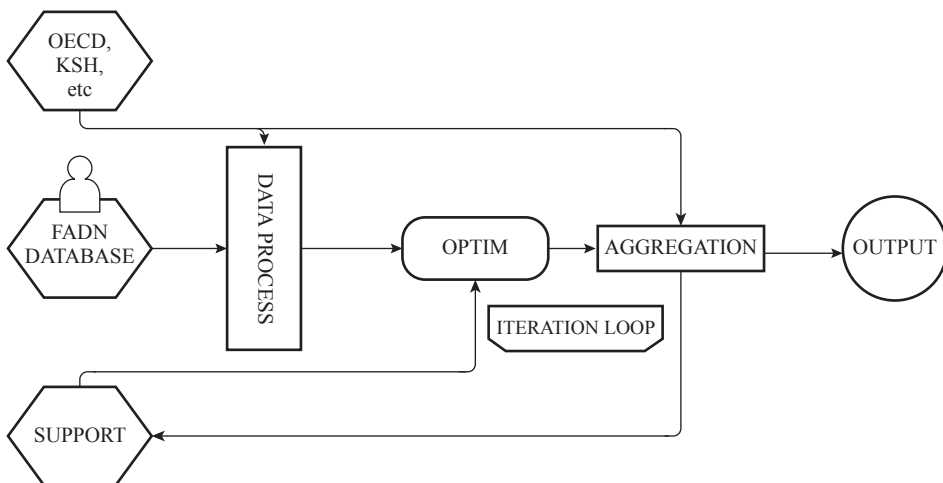 OECD,
KSH,
etc
FADN
DATABASE
DATA PROCESS
OPTIM
AGGREGATION
OUTPUT
ITERATION LOOP
SUPPORT